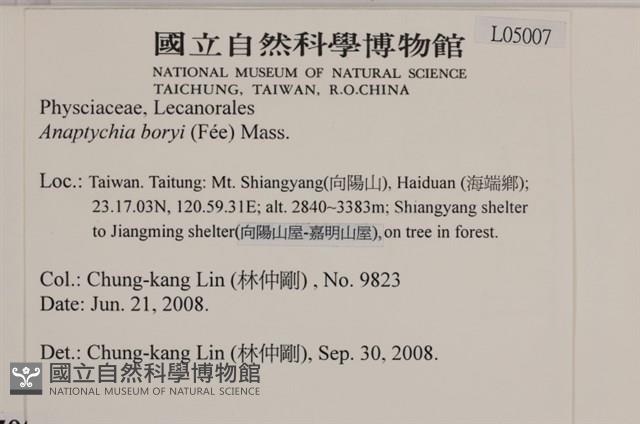 國立自然科學博物館
L05007
NATIONAL MUSEUM OF NATURAL SCIENCE
TAICHUNG, TAIWAN, R.O.CHINA
Physciaceae, Lecanorales
Anaptychia boryi (Fée) Mass.
Loc.: Taiwan. Taitung: Mt. Shiangyang(向陽山), Haiduan (海端鄉);
23.17.03N, 120.59.31E; alt. 2840~3383m; Shiangyang shelter
to Jiangming shelter(向陽山屋-嘉明山屋), on tree in forest.
Col.: Chung-kang Lin (林仲剛) , No. 9823
Date: Jun. 21, 2008.
Det.: Chung-kang Lin (林仲剛), Sep. 30, 2008.
國立自然科學博物館
NATIONAL MUSEUM OF NATURAL SCIENCE